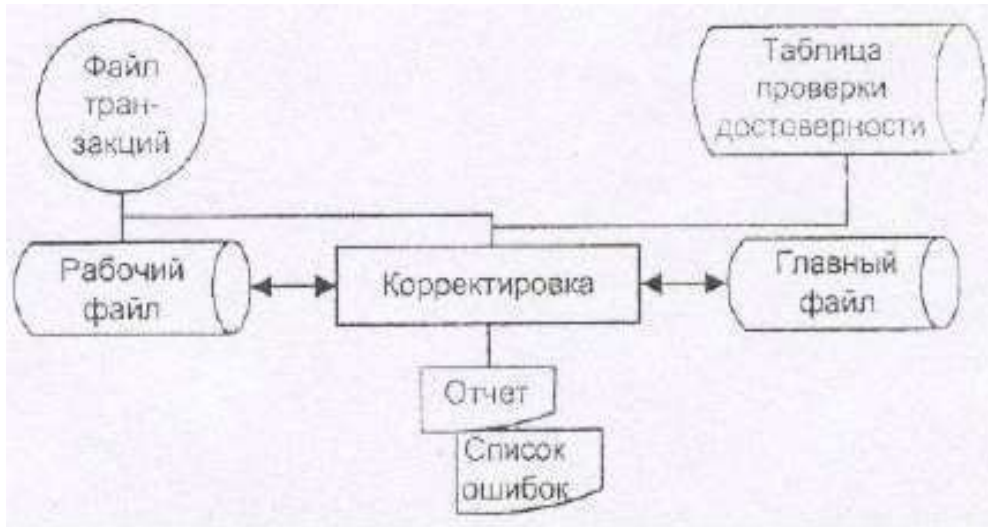 Файл
тран-
закций
Таблица
проверки
достоверности
Рабочий
файл
Корректировка
Главный
файл
Отчет
Список
ошибок